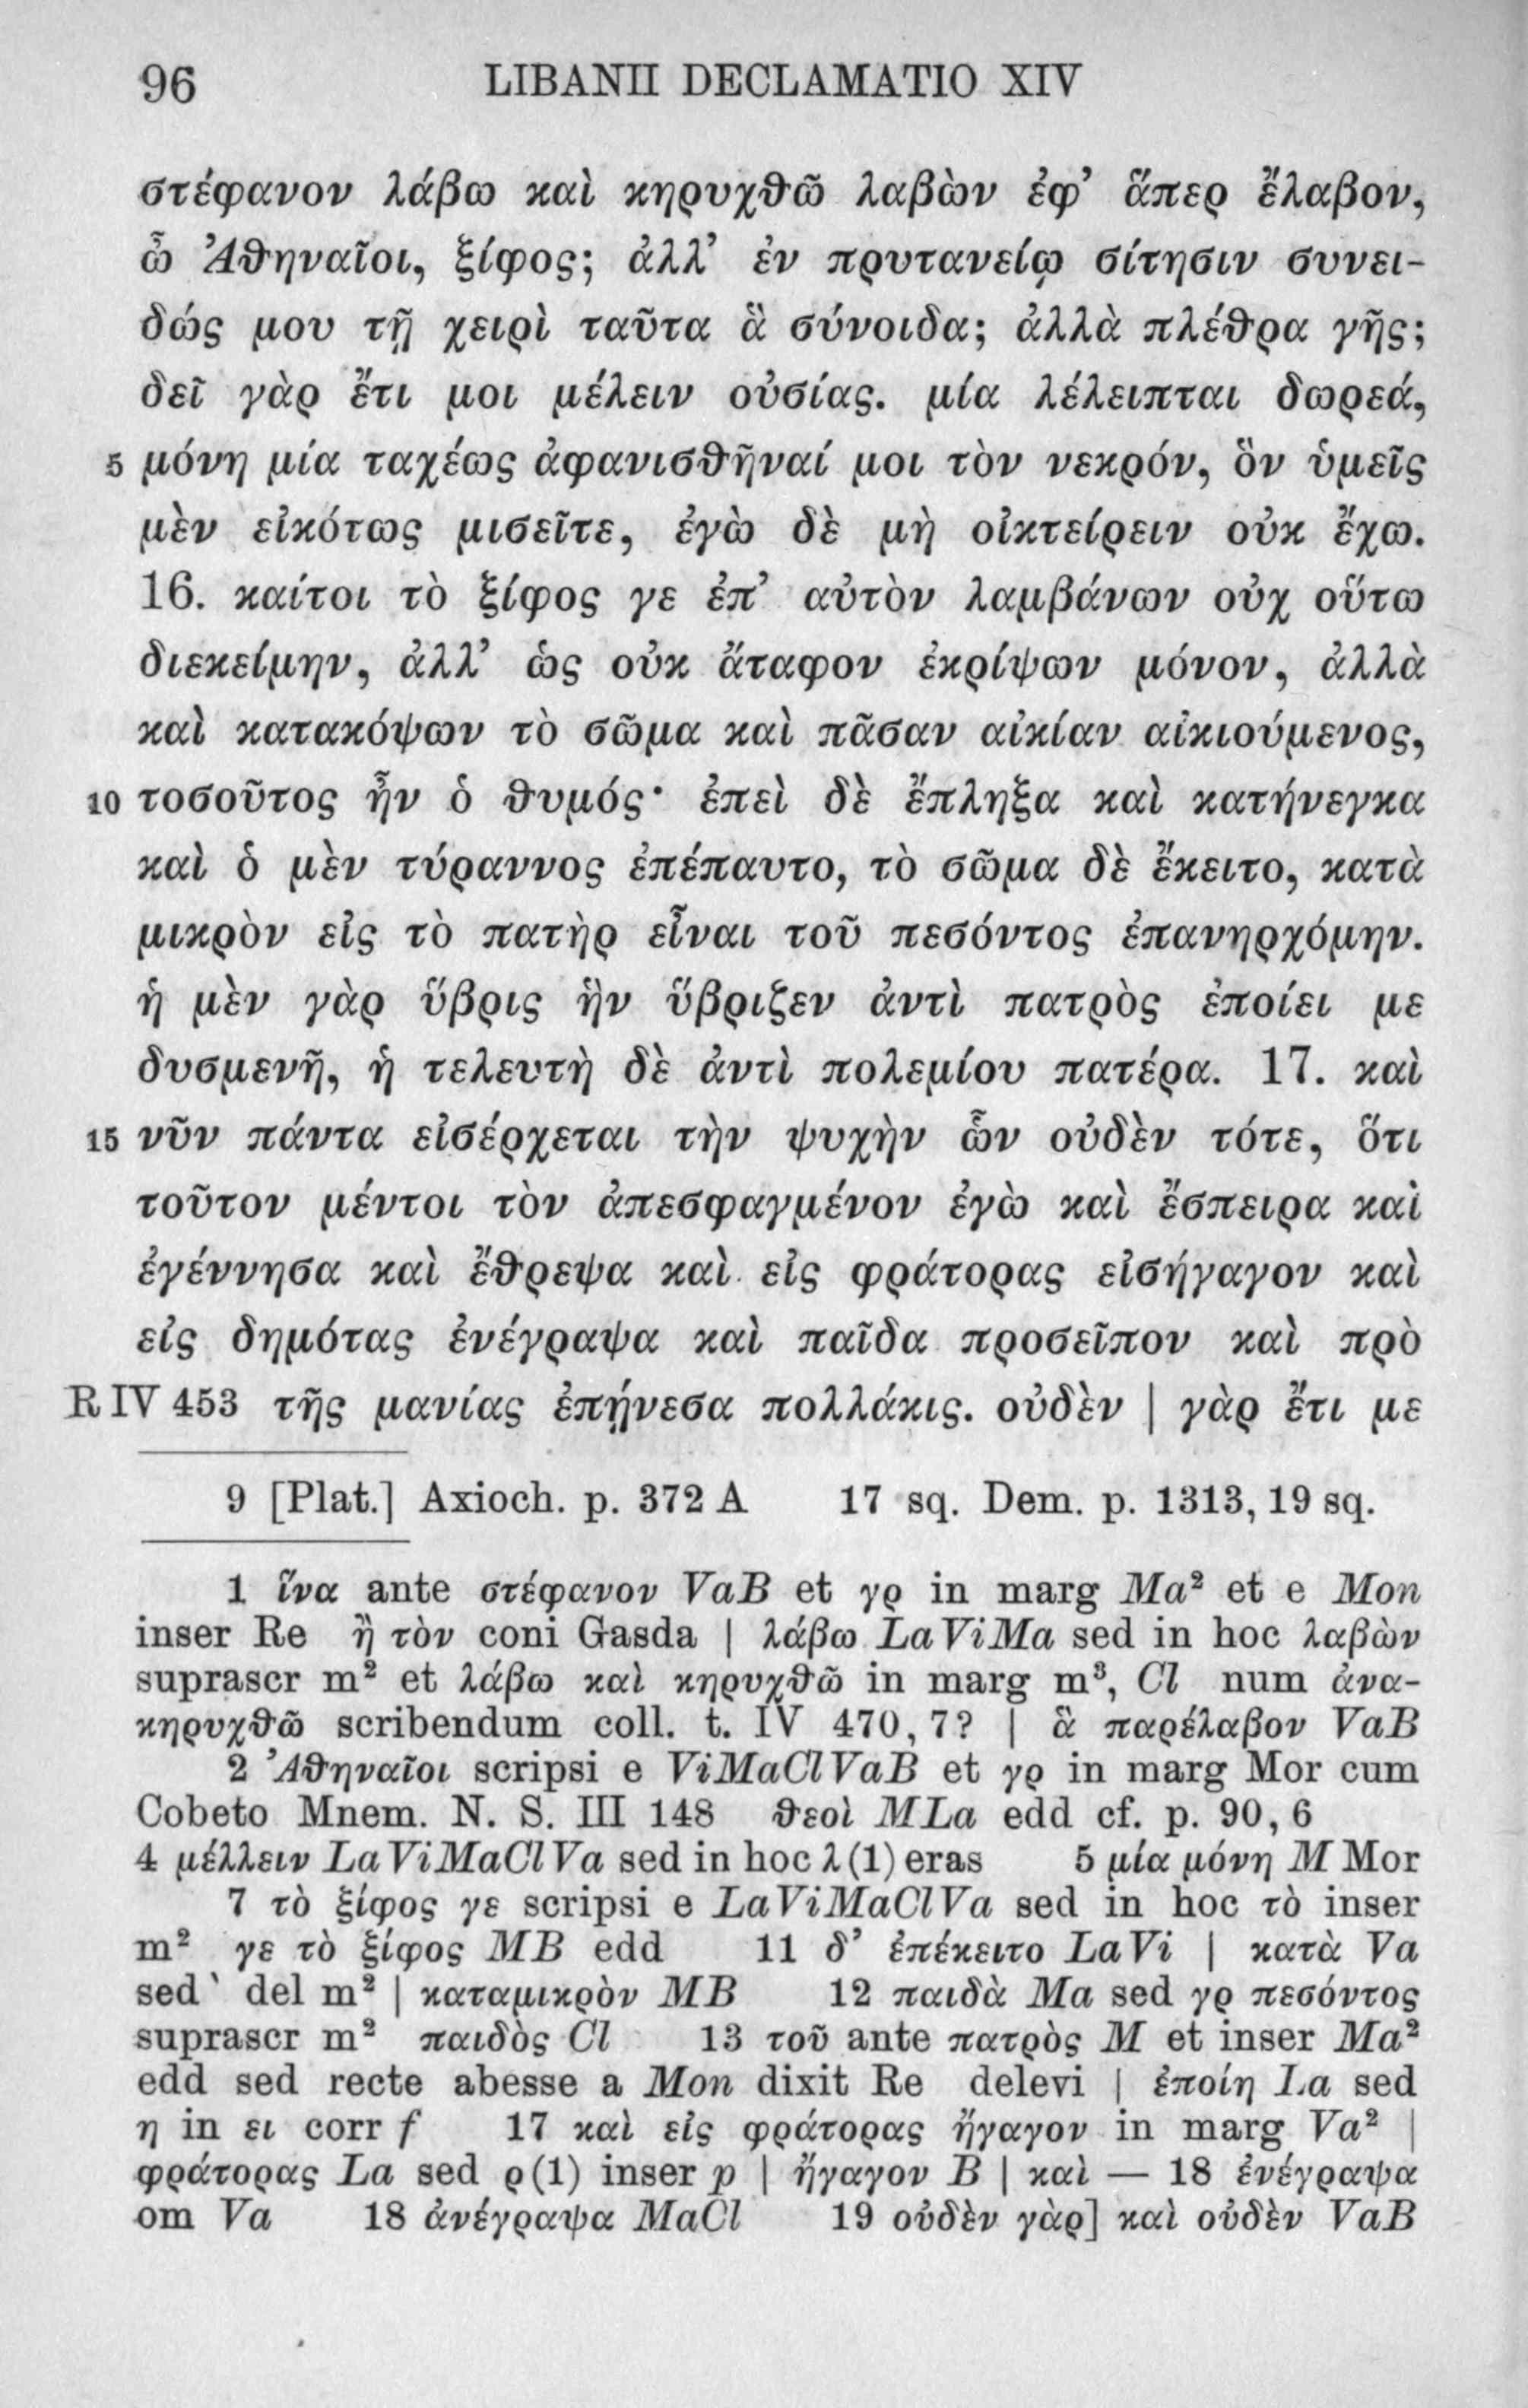 96 LIBANII DECLAMATIO XIV
στέφανον λάβω καὶ κηρυχθῶ λαβὼν ἐφ’ ἅπερ ἔλαβον,
ὦ Ἀθηναῖοι, ξίφος; ἀλλ’ ἐν πρυτανείῳ σίτησιν συνει-
δώς μου τῇ χειρὶ ταῦτα ἃ σύνοιδα; ἀλλὰ πλέθρα γῆς;
δεῖ γὰρ ἔτι μοι μέλειν οὐσίας. μία λέλειπται δωρεά,
5 μόνη μία ταχέως ἀφανισθῆναί μοι τὸν νεκρόν, ὃν ὑμεῖς
μὲν εἰκότως μισεῖτε, ἐγὼ δὲ μὴ οἰκτείρειν οὐκ ἔχω.
16. καίτοι τὸ ξίφος γε ἐπ’ αὐτὸν λαμβάνων οὐχ οὕτω
διεκείμην, ἀλλ’ ὡς οὐκ ἄταφον ἐκρίψων μόνον, ἀλλὰ
καὶ κατακόψων τὸ σῶμα καὶ πᾶσαν αἰκίαν αἰκιούμενος,
10 τοσοῦτος ἦν ὁ θυμός· ἐπεὶ δὲ ἔπληξα καὶ κατήνεγκα
καὶ ὁ μὲν τύραννος ἐπέπαυτο, τὸ σῶμα δὲ ἔκειτο, κατὰ
μικρὸν εἰς τὸ πατὴρ εἶναι τοῦ πεσόντος ἐπανηρχόμην.
ἡ μὲν γὰρ ὕβρις ἣν ὕβριζεν ἀντὶ πατρὸς ἐποίει με
δυσμενῆ, ἡ τελευτὴ δὲ ἀντὶ πολεμίου πατέρα. 17. καὶ
15 νῦν πάντα εἰσέρχεται τὴν ψυχὴν ὧν οὐδὲν τότε, ὅτι
τοῦτον μέντοι τὸν ἀπεσφαγμένον ἐγὼ καὶ ἔσπειρα καὶ
ἐγέννησα καὶ ἔθρεψα καὶ εἰς φράτορας εἰσήγαγον καὶ
εἰς δημότας ἐνέγραψα καὶ παῖδα προσεῖπον καὶ πρὸ
R IV 453 τῆς μανίας ἐπῄνεσα πολλάκις. οὐδὲν | γὰρ ἔτι με
9 [Plat.] Axioch. p. 372 A 17 sq. Dem. p. 1313, 19 sq.
1 ἵνα ante στέφανον VaB et γρ in marg Ma² et e Mon
inser Re ἢ τὸν coni Gasda | λάβω LaViMa sed in hoc λαβὼν
suprascr m² et λάβω καὶ κηρυχθῶ in marg m³, Cl num ἀνα-
κηρυχθῶ scribendum coll. t. IV 470, 7? | ἃ παρέλαβον VaB
2 Ἀθηναῖοι scripsi e ViMaClVaB et γρ in marg Mor cum
Cobeto Mnem. N. S. III 148 θεοὶ MLa edd cf. p. 90, 6
4 μέλλειν LaViMaClVa sed in hoc λ (1) eras 5 μία μόνη M Mor
7 τὸ ξίφος γε scripsi e LaViMaClVa sed in hoc τὸ inser
m² γε τὸ ξίφος MB edd 11 δ’ ἐπέκειτο LaVi | κατὰ Va
sed ` del m² | καταμικρὸν MB 12 παιδὰ Ma sed γρ πεσόντος
suprascr m² παιδὸς Cl 13 τοῦ ante πατρὸς M et inser Ma²
edd sed recte abesse a Mon dixit Re delevi | ἐποίη La sed
η in ει corr f 17 καὶ εἰς φράτορας ἤγαγον in marg Va² |
φράτορας La sed ρ (1) inser p | ἤγαγον B | καὶ — 18 ἐνέγραψα
om Va 18 ἀνέγραψα MaCl 19 οὐδὲν γὰρ] καὶ οὐδὲν VaB